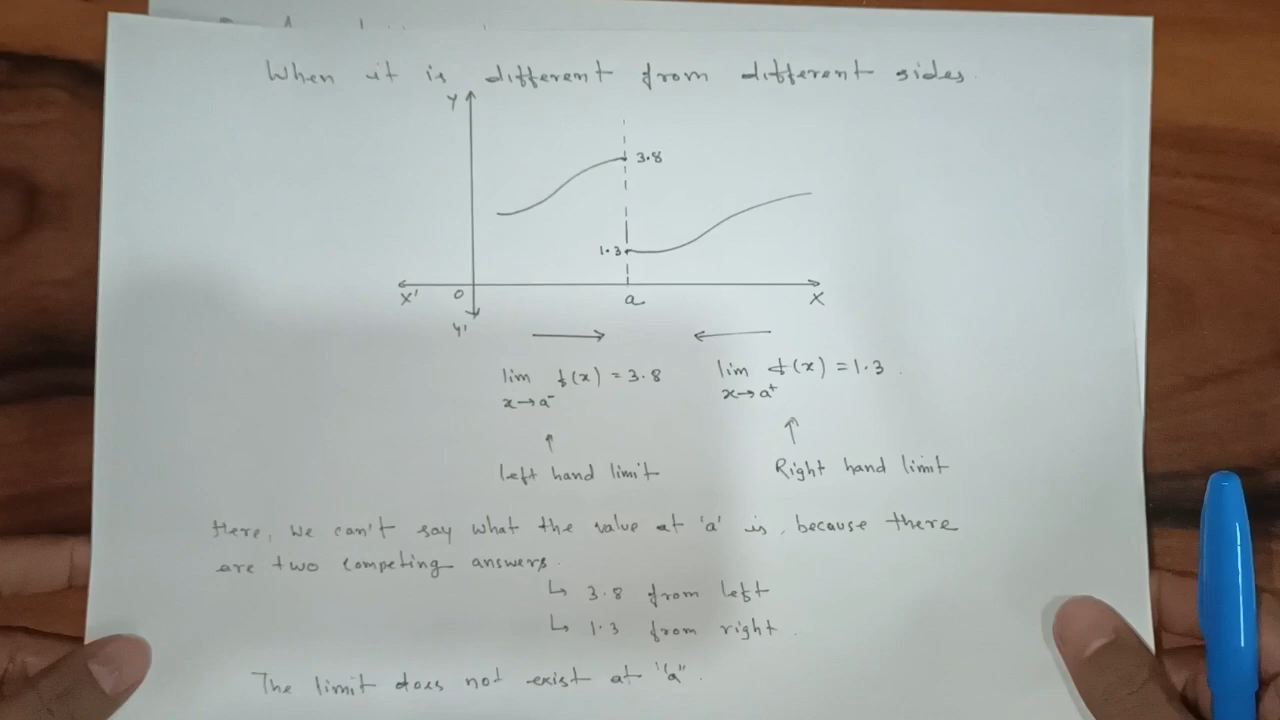 When it is different from different sides.
Y
3.8
1.3
X' O a X
Y'
lim f(x) = 3.8 lim f(x) = 1.3.
x→a⁻ x→a⁺
↑ ↑
left hand limit Right hand limit
Here, we can't say what the value at 'a' is, because there
are two competing answers.
↳ 3.8 from left
↳ 1.3 from right.
The limit does not exist at "a".